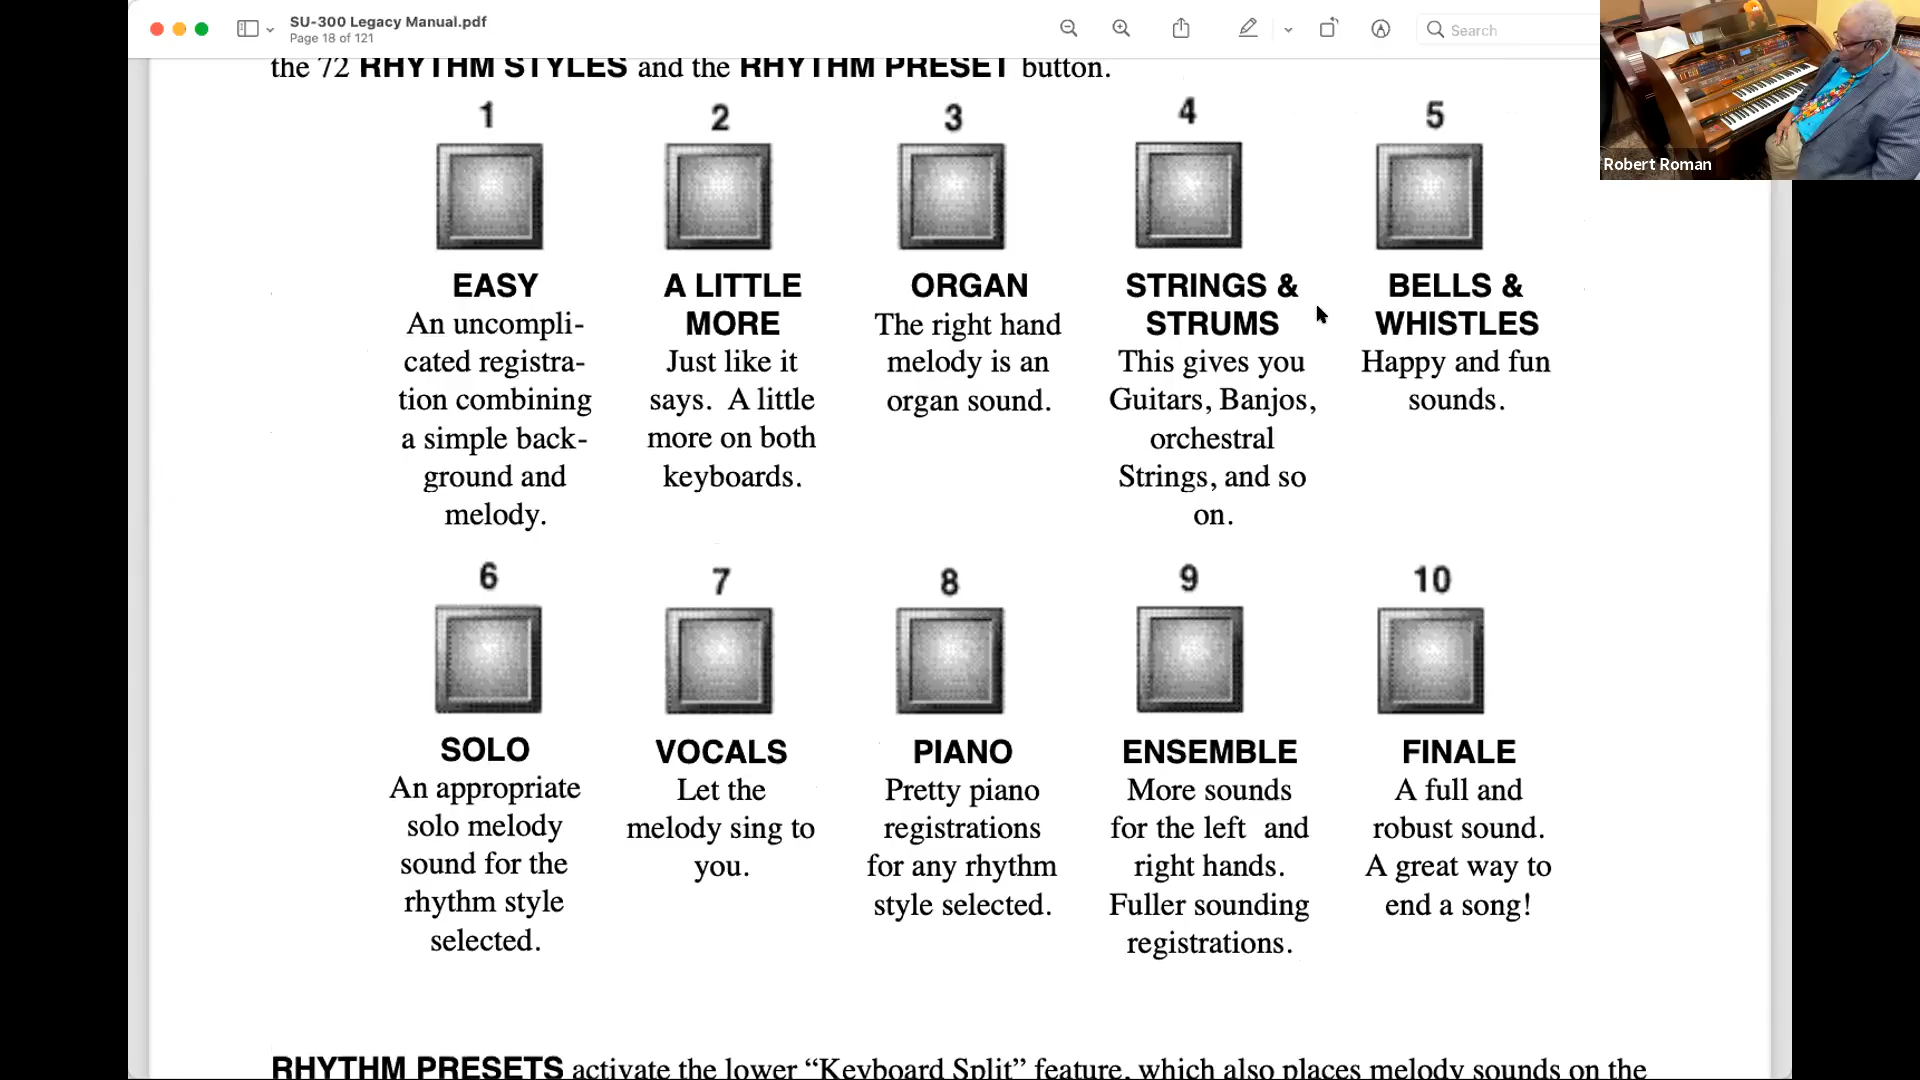 SU-300 Legacy Manual.pdf
Page 18 of 121
Search
Robert Roman
the 72 RHYTHM STYLES and the RHYTHM PRESET button.
1 2 3 4 5
EASY
An uncompli-
cated registra-
tion combining
a simple back-
ground and
melody.
A LITTLE
MORE
Just like it
says. A little
more on both
keyboards.
ORGAN
The right hand
melody is an
organ sound.
STRINGS &
STRUMS
This gives you
Guitars, Banjos,
orchestral
Strings, and so
on.
BELLS &
WHISTLES
Happy and fun
sounds.
6 7 8 9 10
SOLO
An appropriate
solo melody
sound for the
rhythm style
selected.
VOCALS
Let the
melody sing to
you.
PIANO
Pretty piano
registrations
for any rhythm
style selected.
ENSEMBLE
More sounds
for the left and
right hands.
Fuller sounding
registrations.
FINALE
A full and
robust sound.
A great way to
end a song!
RHYTHM PRESETS activate the lower “Keyboard Split” feature, which also places melody sounds on the